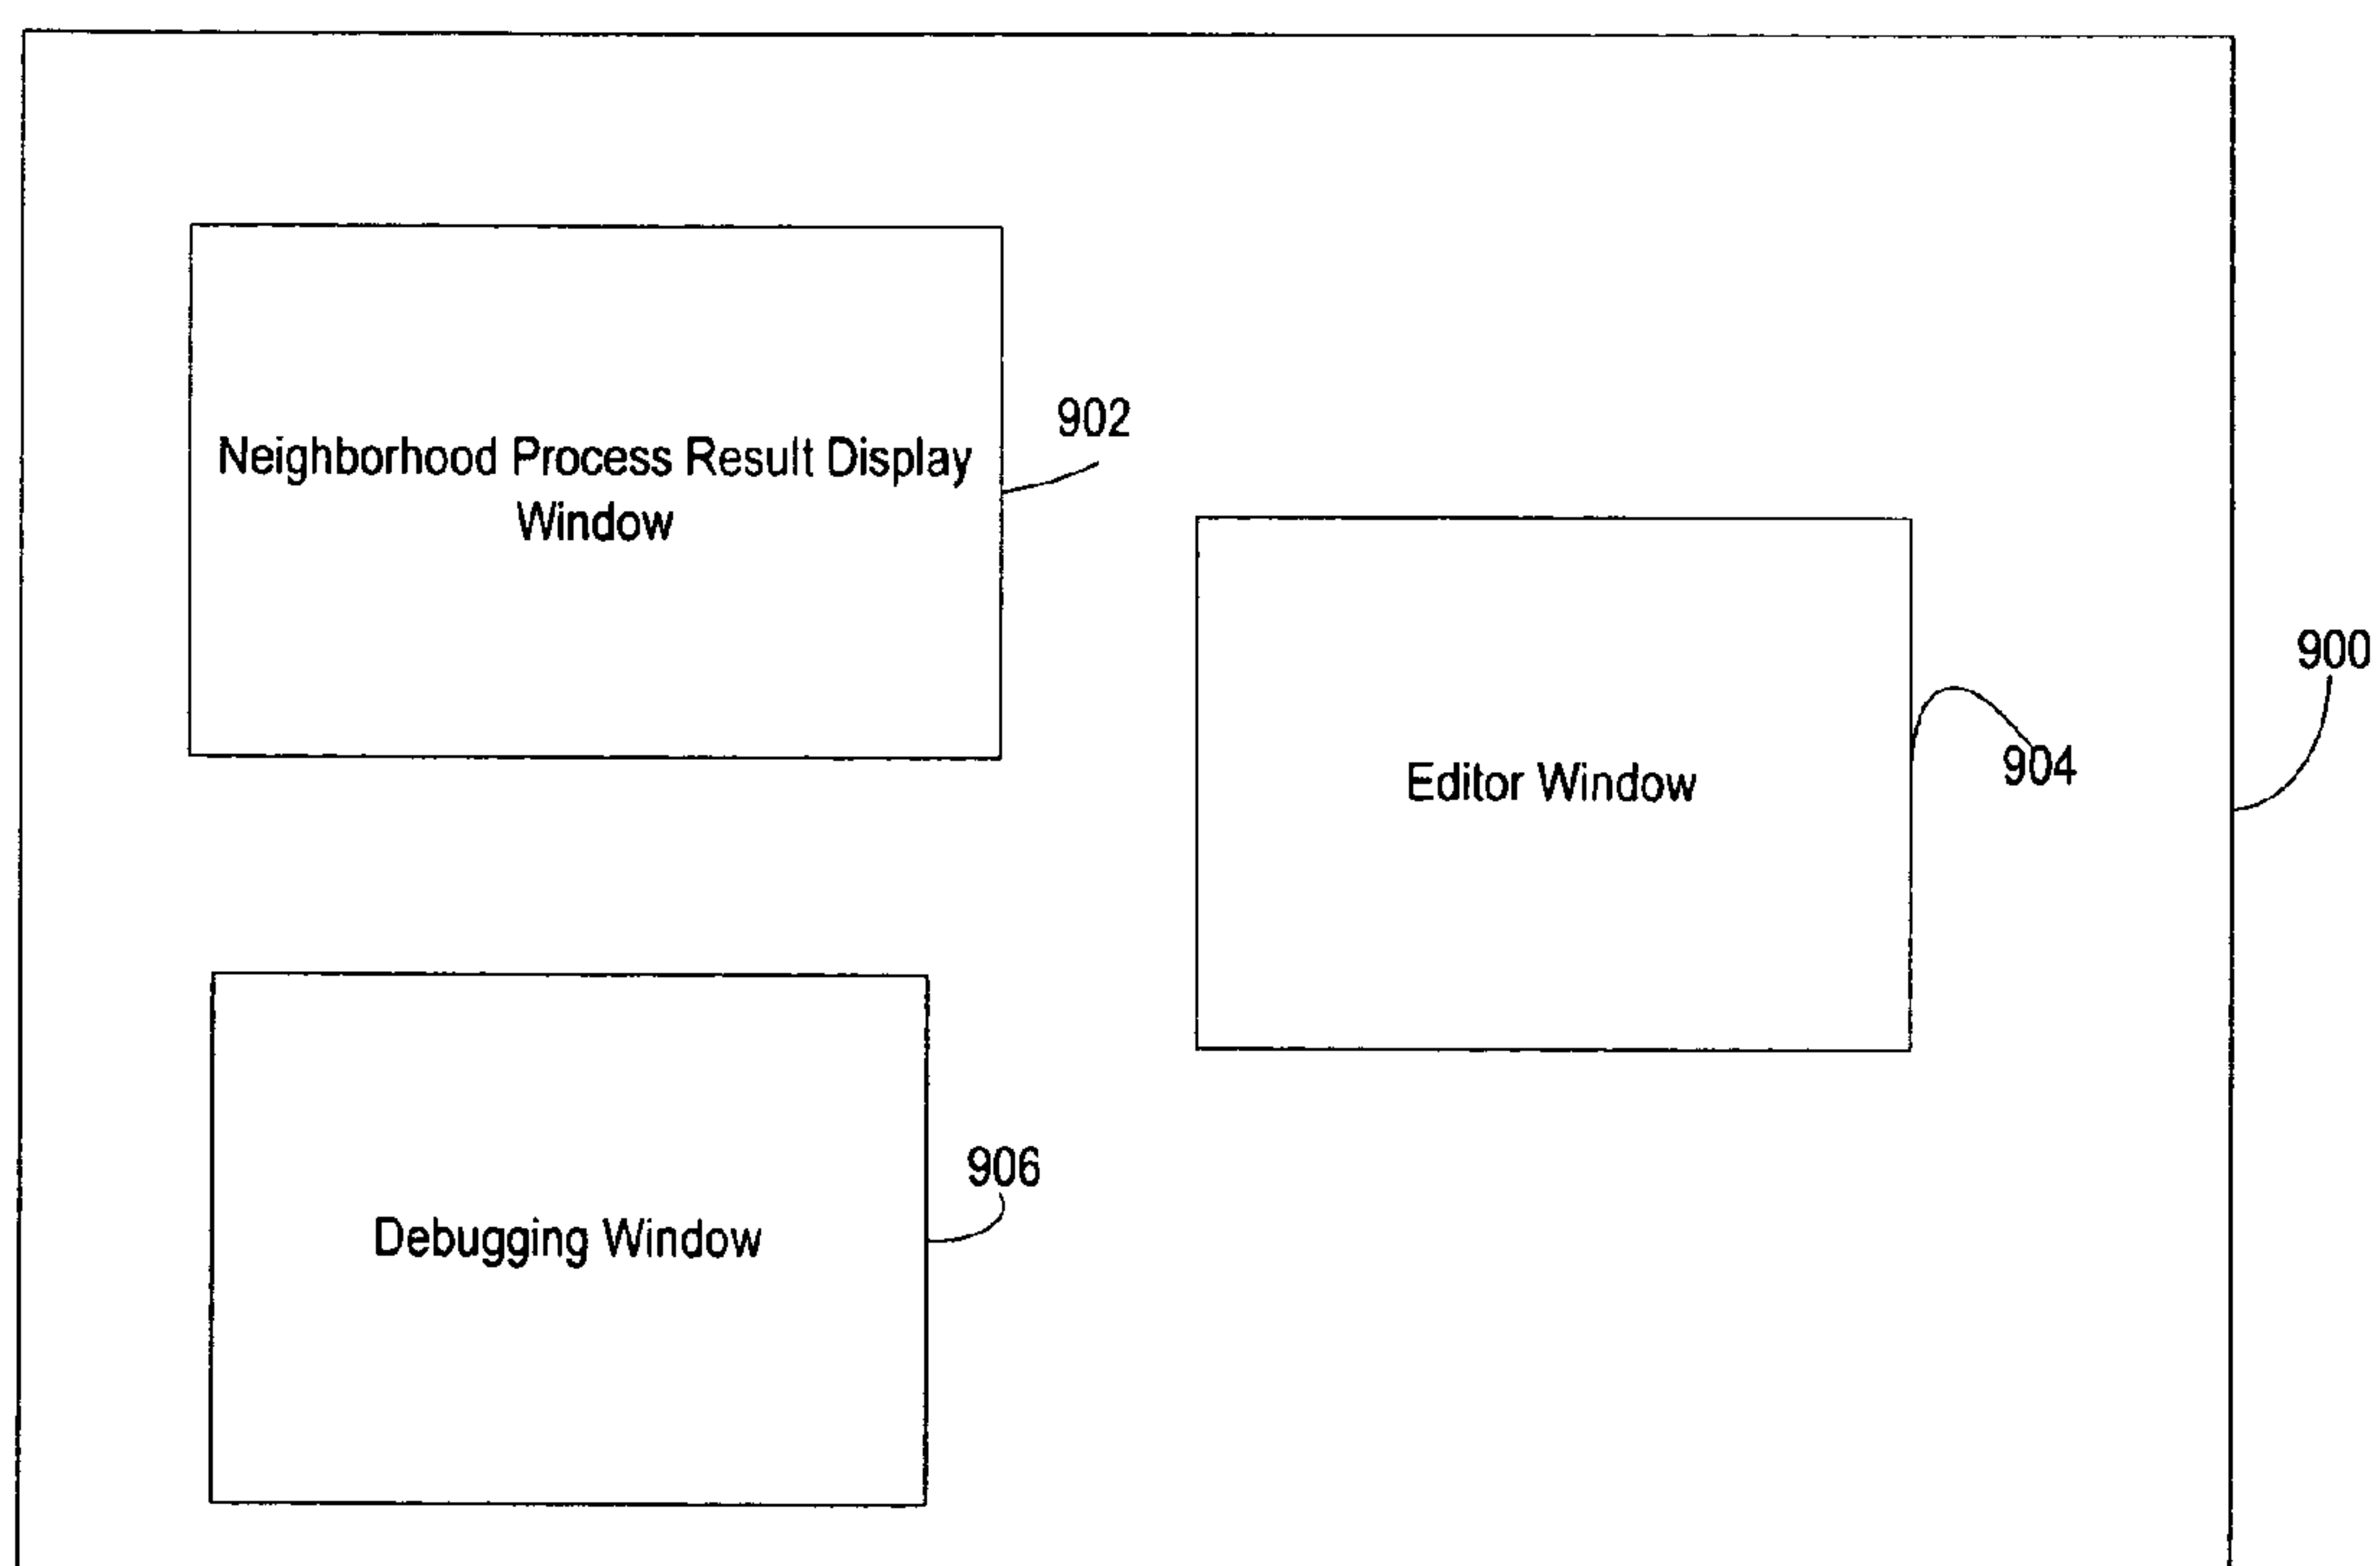 902
Neighborhood Process Result Display
Window
900
904
Editor Window
906
Debugging Window